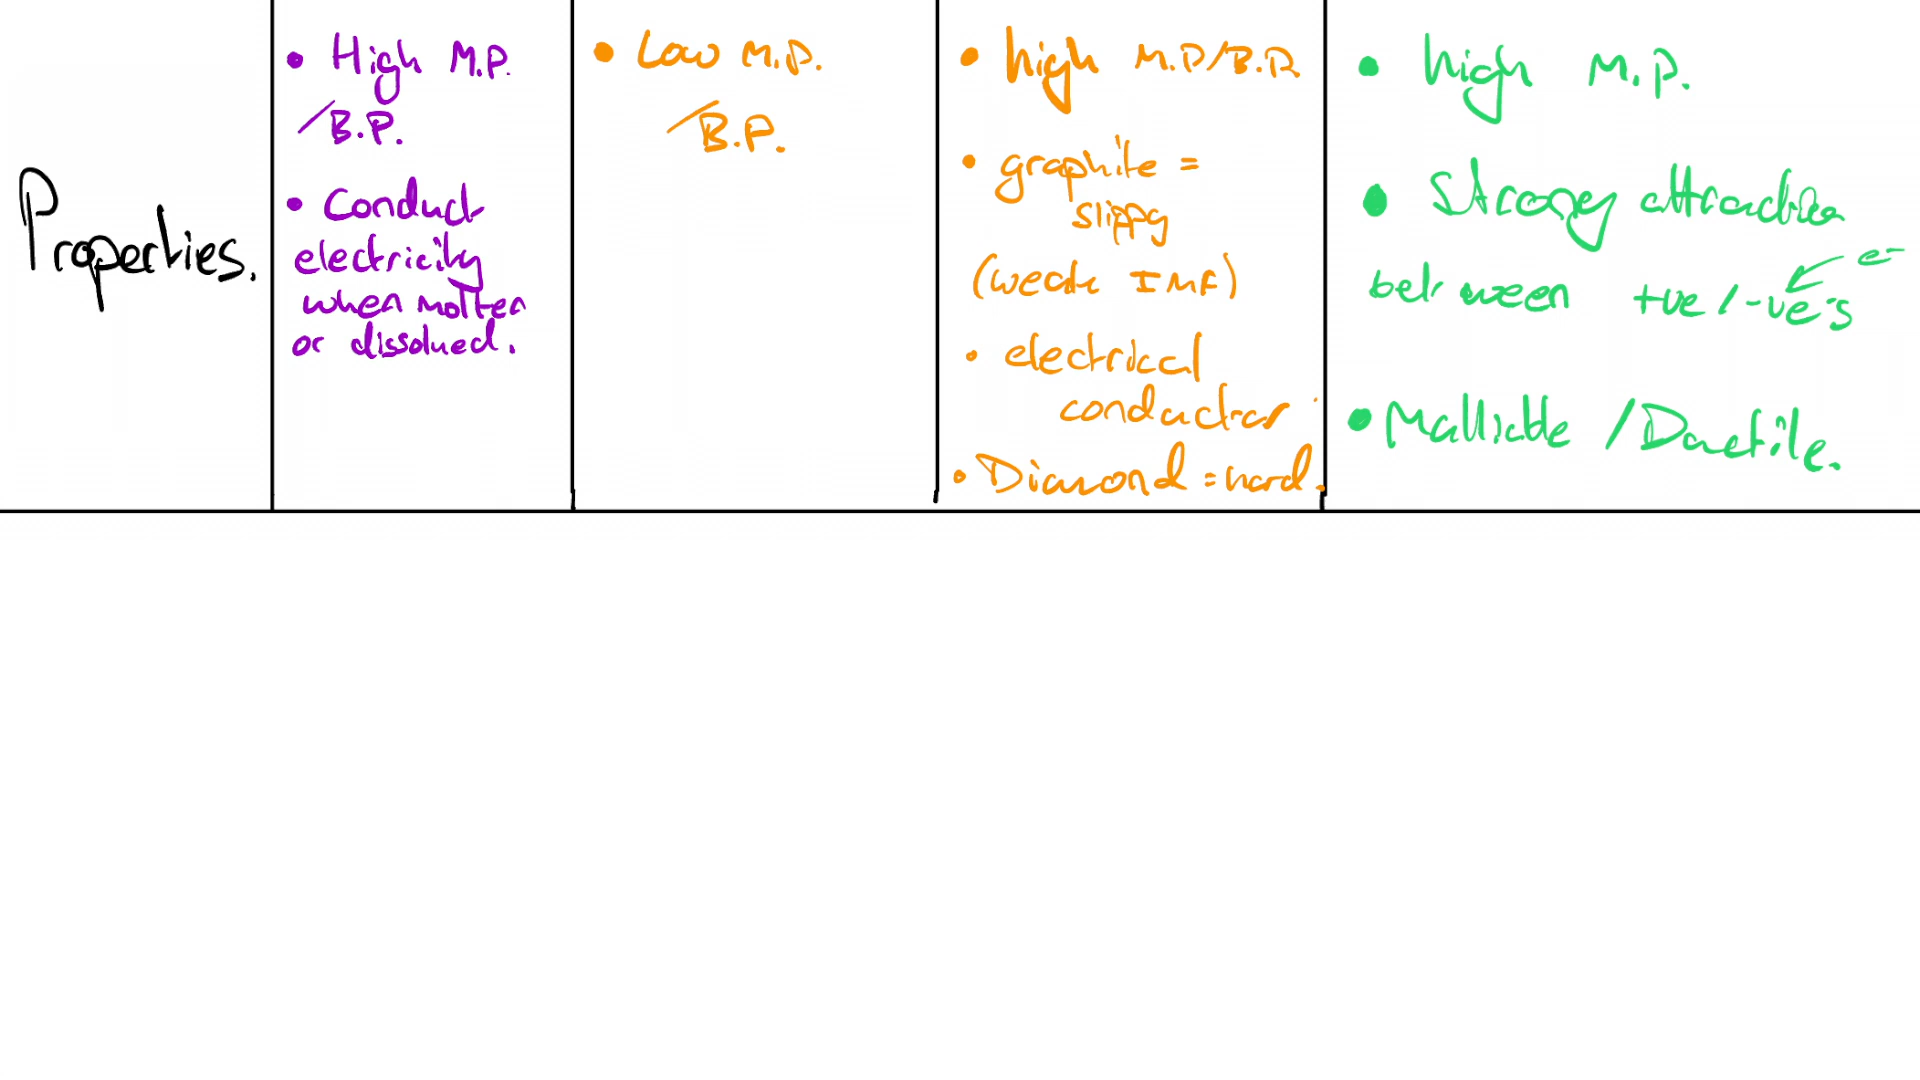 Properties.
• High M.P.
/B.P.
• Conduct
electricity
when molten
or dissolved.
• Low M.P.
/B.P.
• high M.P/B.P.
• graphite =
slippy
(weak IMF)
• electrical
conductor
• Diamond = hard.
• high M.P.
• Strong attraction
between +ve/-ve's
e-
• Malliable / Ductile.